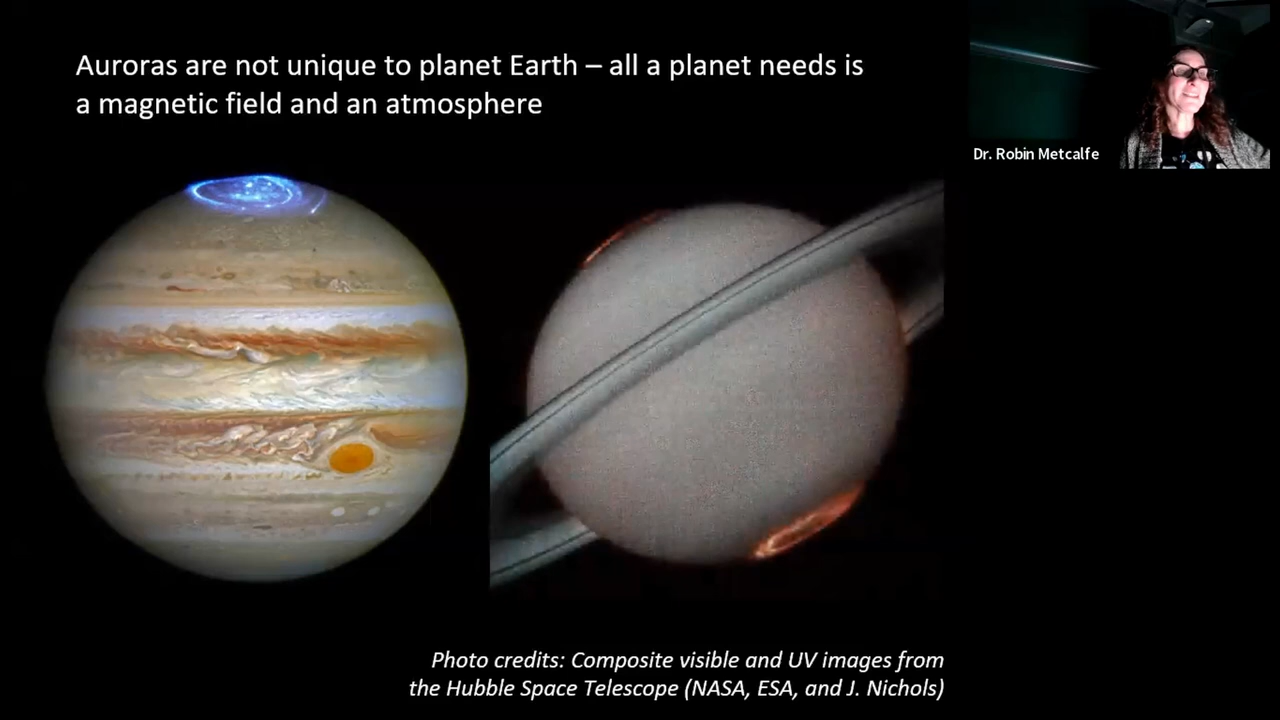 Auroras are not unique to planet Earth – all a planet needs is
a magnetic field and an atmosphere
Dr. Robin Metcalfe
Photo credits: Composite visible and UV images from
the Hubble Space Telescope (NASA, ESA, and J. Nichols)